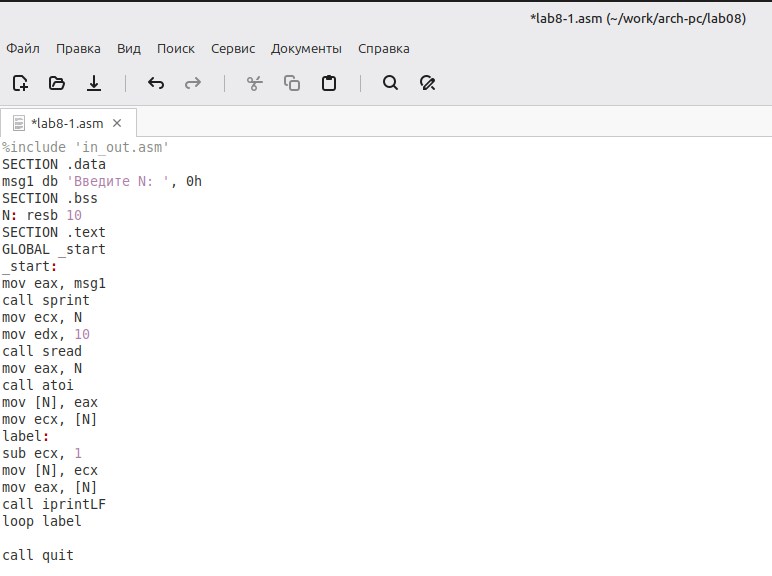 *lab8-1.asm (~/work/arch-pc/lab08)
Файл Правка Вид Поиск Сервис Документы Справка
*lab8-1.asm
%include 'in_out.asm'
SECTION .data
msg1 db 'Введите N: ', 0h
SECTION .bss
N: resb 10
SECTION .text
GLOBAL _start
_start:
mov eax, msg1
call sprint
mov ecx, N
mov edx, 10
call sread
mov eax, N
call atoi
mov [N], eax
mov ecx, [N]
label:
sub ecx, 1
mov [N], ecx
mov eax, [N]
call iprintLF
loop label
call quit